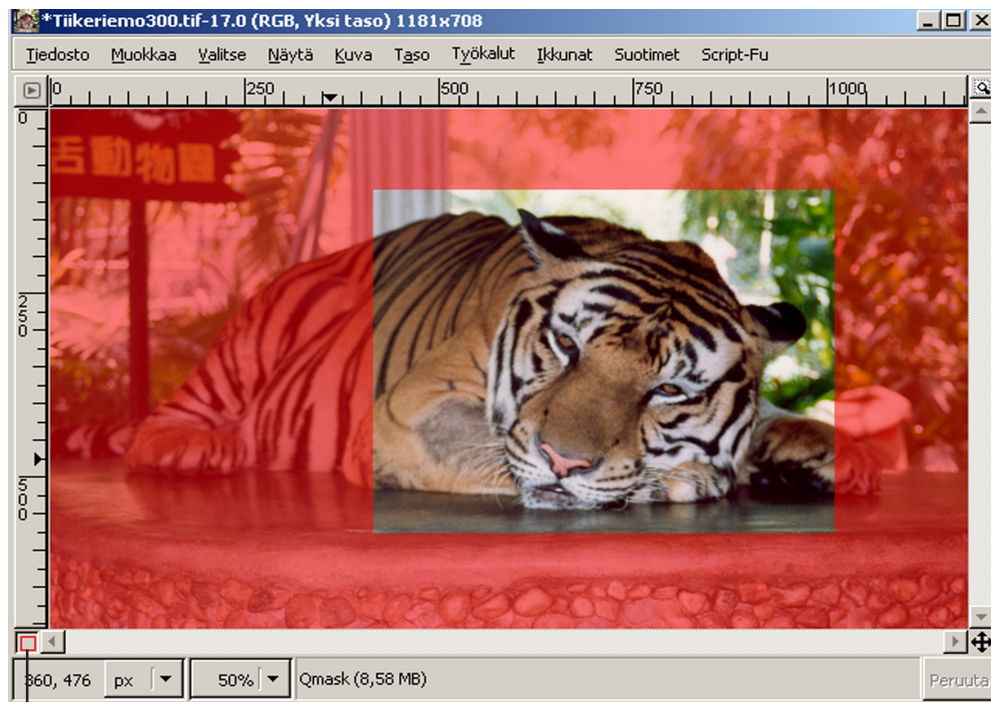 *Tiikeriemo300.tif-17.0 (RGB, Yksi taso) 1181x708
Tiedosto Muokkaa Valitse Näytä Kuva Taso Työkalut Ikkunat Suotimet Script-Fu
0 250 500 750 1000
0
舌動物園
250
500
360, 476 px 50% Qmask (8,58 MB) Peruuta